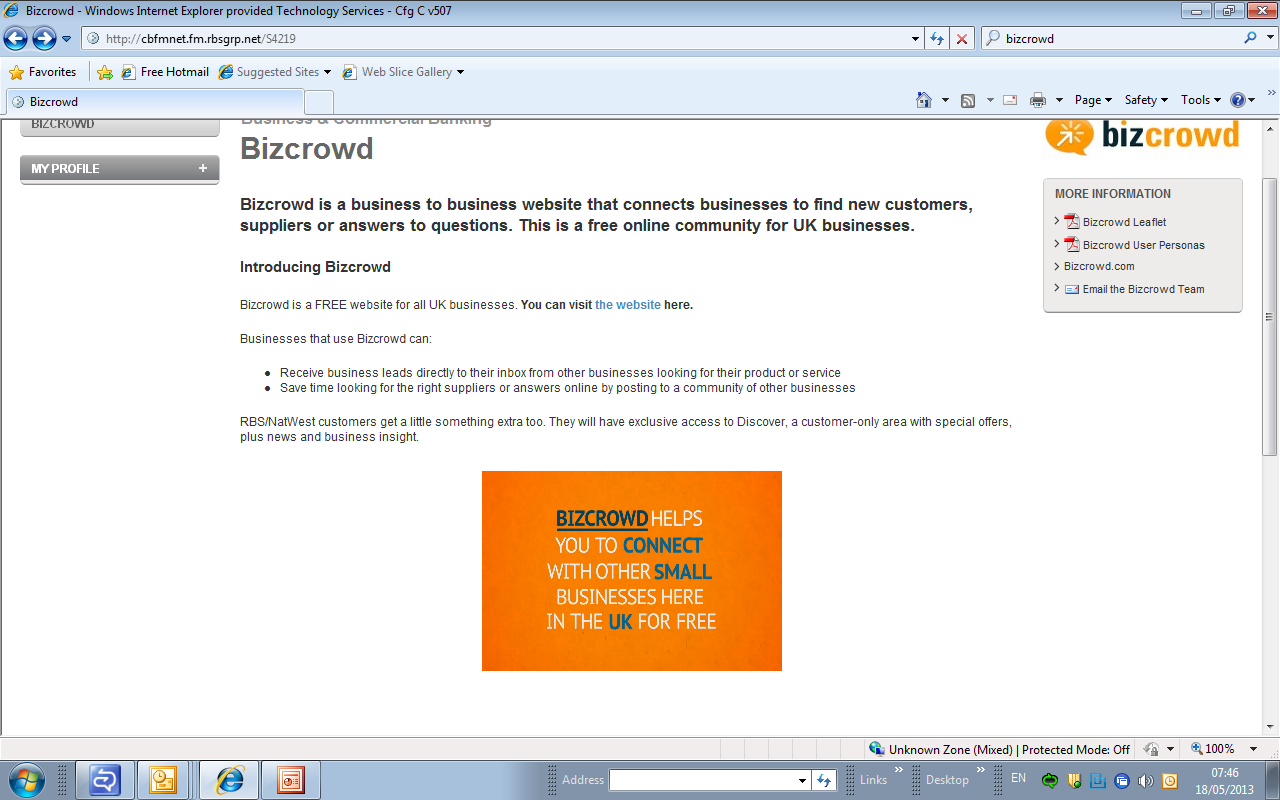 Bizcrowd - Windows Internet Explorer provided Technology Services - Cfg C v507
http://cbfmnet.fm.rbsgrp.net/S4219
bizcrowd
Favorites
Free Hotmail
Suggested Sites
Web Slice Gallery
Bizcrowd
Page
Safety
Tools
BIZCROWD
MY PROFILE +
Business & Commercial Banking
Bizcrowd
Bizcrowd is a business to business website that connects businesses to find new customers,
suppliers or answers to questions. This is a free online community for UK businesses.
Introducing Bizcrowd
Bizcrowd is a FREE website for all UK businesses. You can visit the website here.
Businesses that use Bizcrowd can:
• Receive business leads directly to their inbox from other businesses looking for their product or service
• Save time looking for the right suppliers or answers online by posting to a community of other businesses
RBS/NatWest customers get a little something extra too. They will have exclusive access to Discover, a customer-only area with special offers,
plus news and business insight.
BIZCROWD HELPS
YOU TO CONNECT
WITH OTHER SMALL
BUSINESSES HERE
IN THE UK FOR FREE
bizcrowd
MORE INFORMATION
Bizcrowd Leaflet
Bizcrowd User Personas
Bizcrowd.com
Email the Bizcrowd Team
Unknown Zone (Mixed) | Protected Mode: Off
100%
Address
Links
Desktop
EN
07:46
18/05/2013